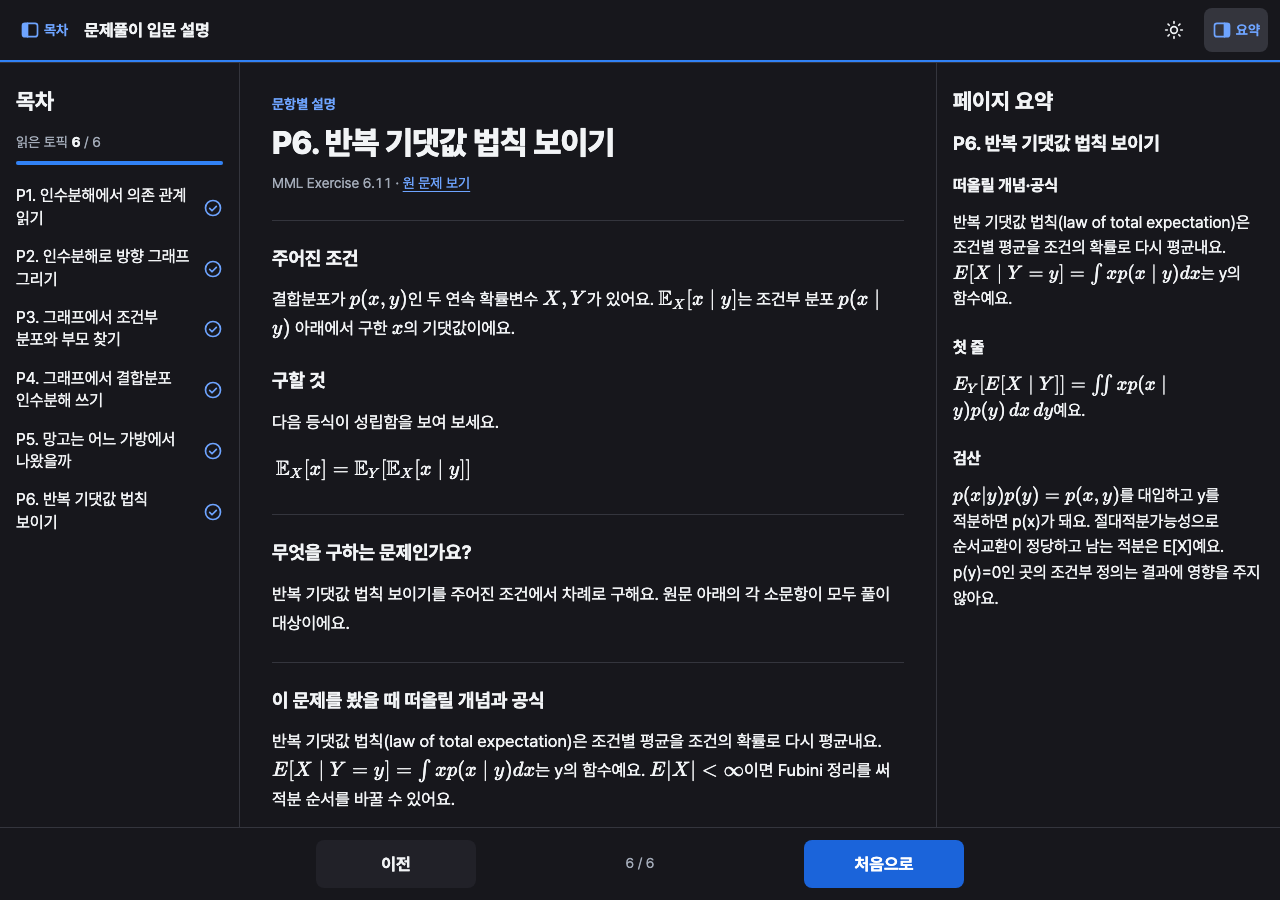 목차 문제풀이 입문 설명 요약
목차
읽은 토픽 6 / 6
P1. 인수분해에서 의존 관계
읽기
P2. 인수분해로 방향 그래프
그리기
P3. 그래프에서 조건부
분포와 부모 찾기
P4. 그래프에서 결합분포
인수분해 쓰기
P5. 망고는 어느 가방에서
나왔을까
P6. 반복 기댓값 법칙
보이기
문항별 설명
P6. 반복 기댓값 법칙 보이기
MML Exercise 6.11 · 원 문제 보기
주어진 조건
결합분포가 p(x, y)인 두 연속 확률변수 X, Y가 있어요. 𝔼_X[x | y]는 조건부 분포 p(x |
y) 아래에서 구한 x의 기댓값이에요.
구할 것
다음 등식이 성립함을 보여 보세요.
𝔼_X[x] = 𝔼_Y[𝔼_X[x | y]]
무엇을 구하는 문제인가요?
반복 기댓값 법칙 보이기를 주어진 조건에서 차례로 구해요. 원문 아래의 각 소문항이 모두 풀이
대상이에요.
이 문제를 봤을 때 떠올릴 개념과 공식
반복 기댓값 법칙(law of total expectation)은 조건별 평균을 조건의 확률로 다시 평균내요.
E[X | Y = y] = ∫ xp(x | y)dx는 y의 함수예요. E|X| < ∞이면 Fubini 정리를 써
적분 순서를 바꿀 수 있어요.
페이지 요약
P6. 반복 기댓값 법칙 보이기
떠올릴 개념·공식
반복 기댓값 법칙(law of total expectation)은
조건별 평균을 조건의 확률로 다시 평균내요.
E[X | Y = y] = ∫ xp(x | y)dx는 y의
함수예요.
첫 줄
E_Y[E[X | Y]] = ∬ xp(x |
y)p(y) dx dy예요.
검산
p(x|y)p(y) = p(x, y)를 대입하고 y를
적분하면 p(x)가 돼요. 절대적분가능성으로
순서교환이 정당하고 남는 적분은 E[X]예요.
p(y)=0인 곳의 조건부 정의는 결과에 영향을 주지
않아요.
이전
6 / 6
처음으로